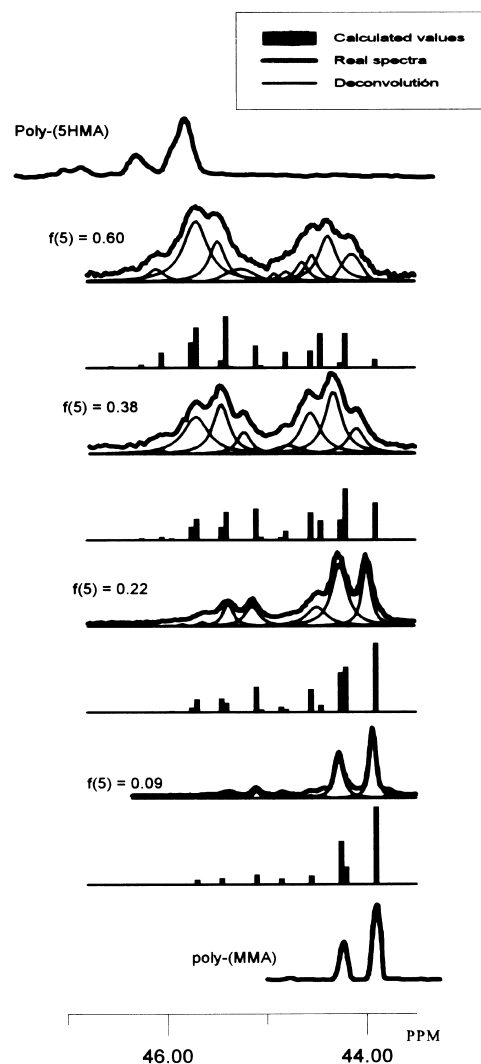 Calculated values
Real spectra
Deconvolutión
Poly-(5HMA)
f(5) = 0.60
f(5) = 0.38
f(5) = 0.22
f(5) = 0.09
poly-(MMA)
46.00 44.00 PPM